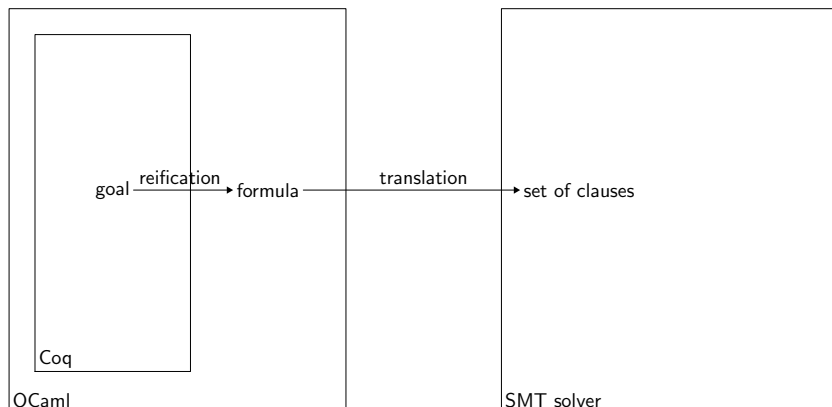 reification
translation
goal
formula
set of clauses
Coq
OCaml
SMT solver